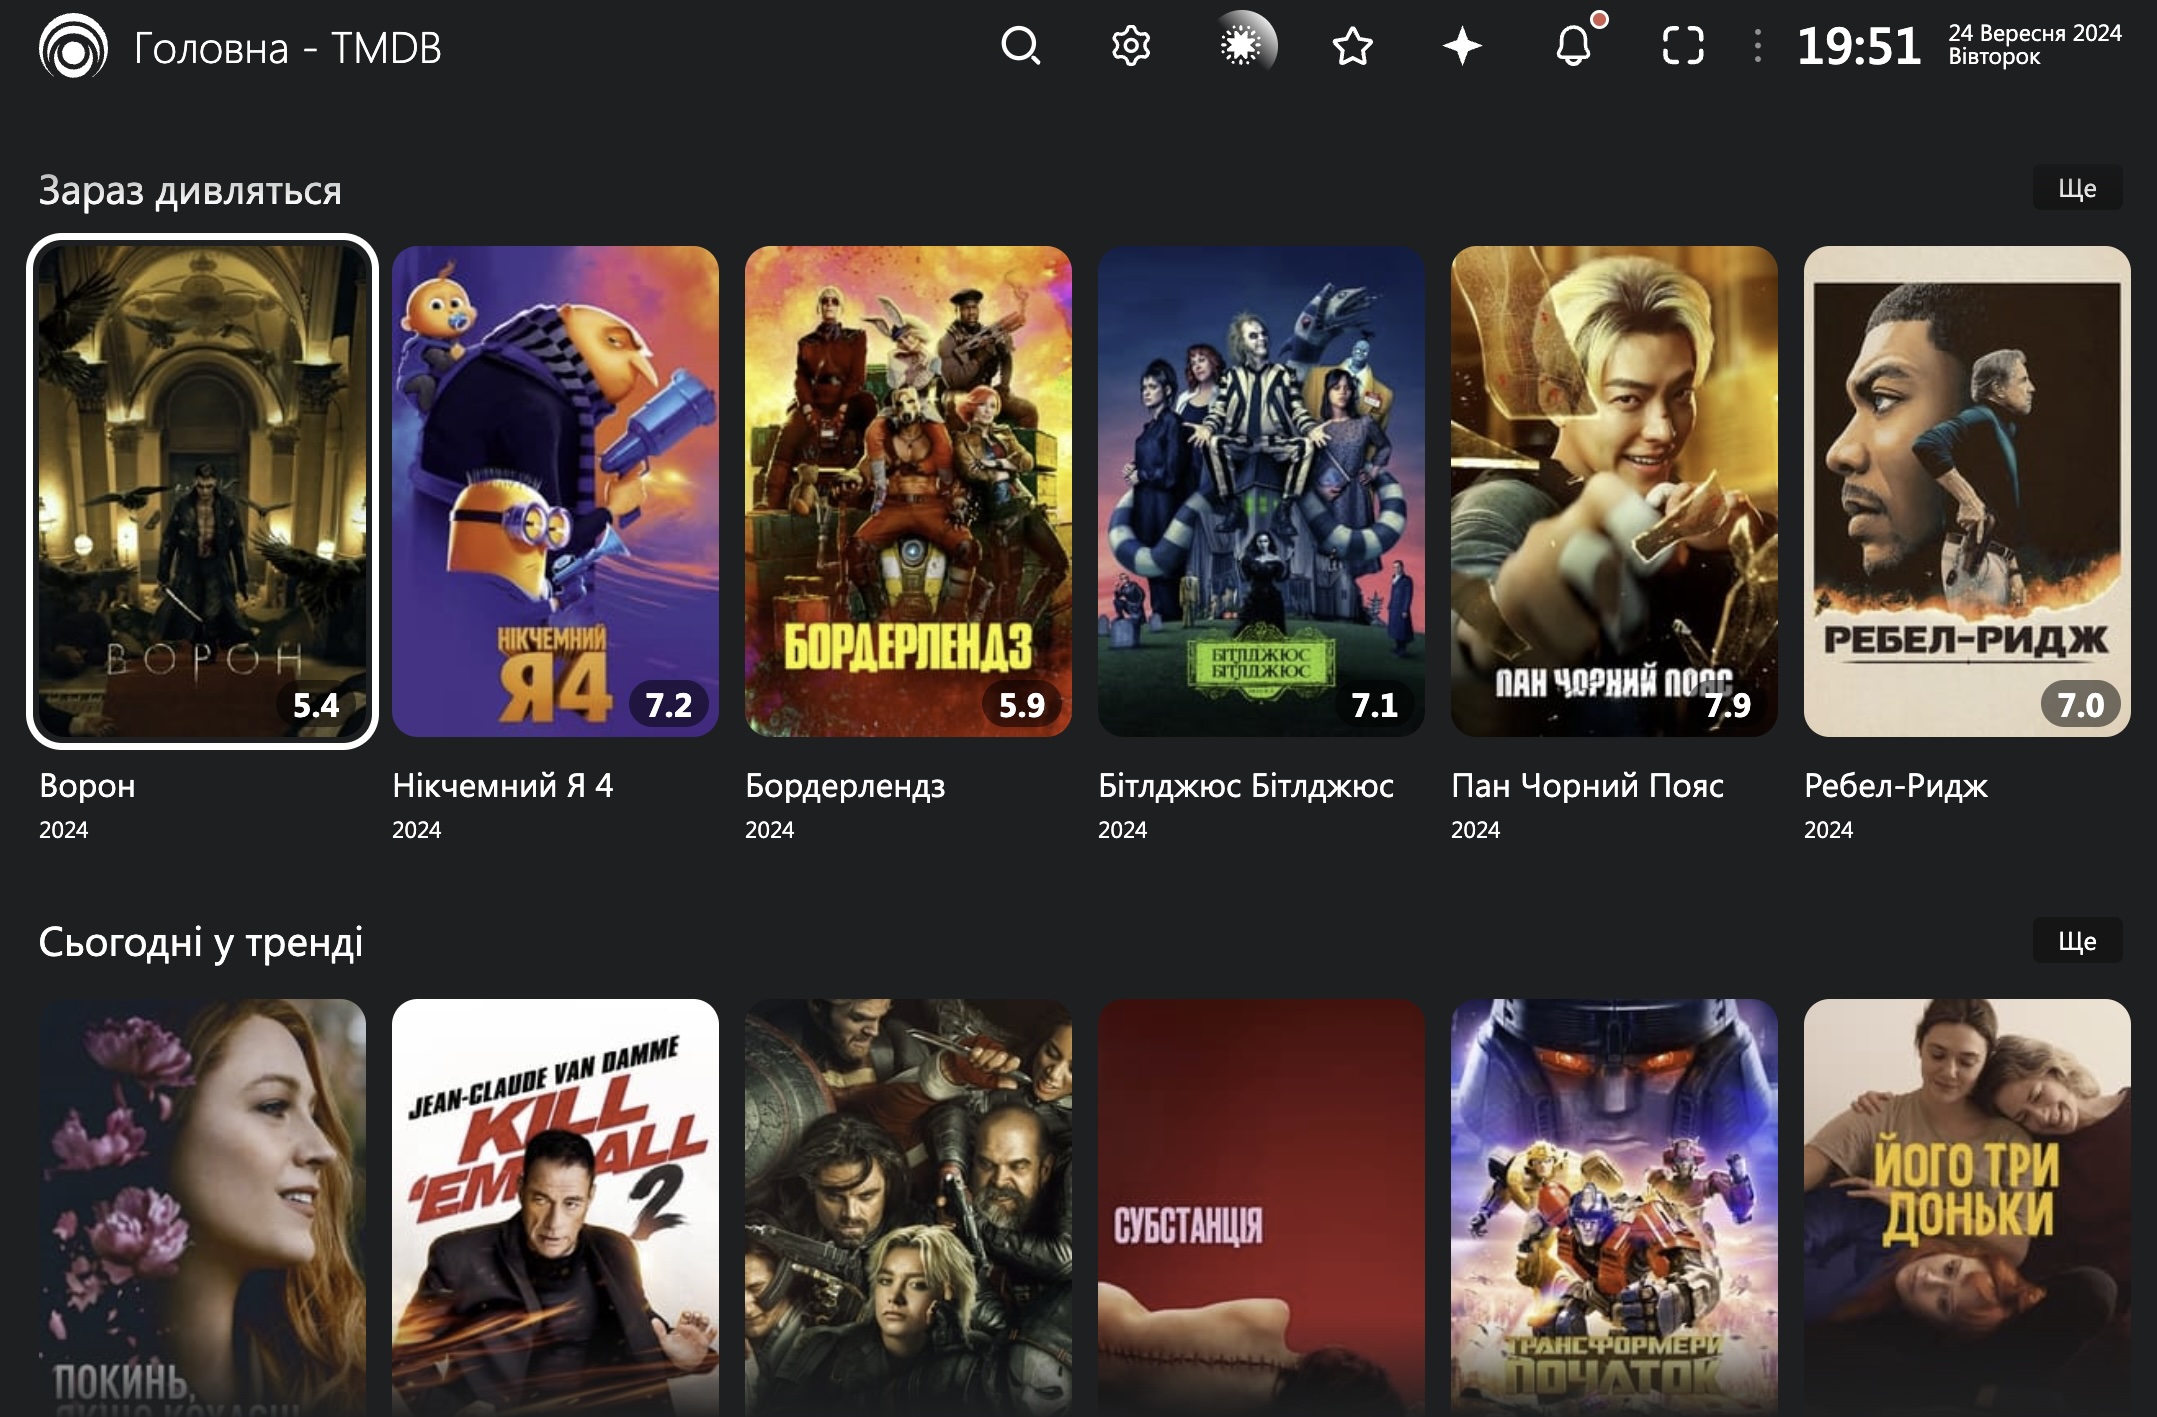 Головна - TMDB
19:51
24 Вересня 2024
Вівторок
Зараз дивляться
Ще
ВОРОН
5.4
НІКЧЕМНИЙ
Я4
7.2
БОРДЕРЛЕНДЗ
5.9
БІТЛДЖЮС
БІТЛДЖЮС
7.1
ПАН ЧОРНИЙ ПОЯС
7.9
РЕБЕЛ-РИДЖ
7.0
Ворон
2024
Нікчемний Я 4
2024
Бордерлендз
2024
Бітлджюс Бітлджюс
2024
Пан Чорний Пояс
2024
Ребел-Ридж
2024
Сьогодні у тренді
Ще
ПОКИНЬ,
ЯКЩО КОХАЄШ
JEAN-CLAUDE VAN DAMME
KILL
'EM ALL
2
СУБСТАНЦІЯ
ТРАНСФОРМЕРИ
ПОЧАТОК
ЙОГО ТРИ
ДОНЬКИ